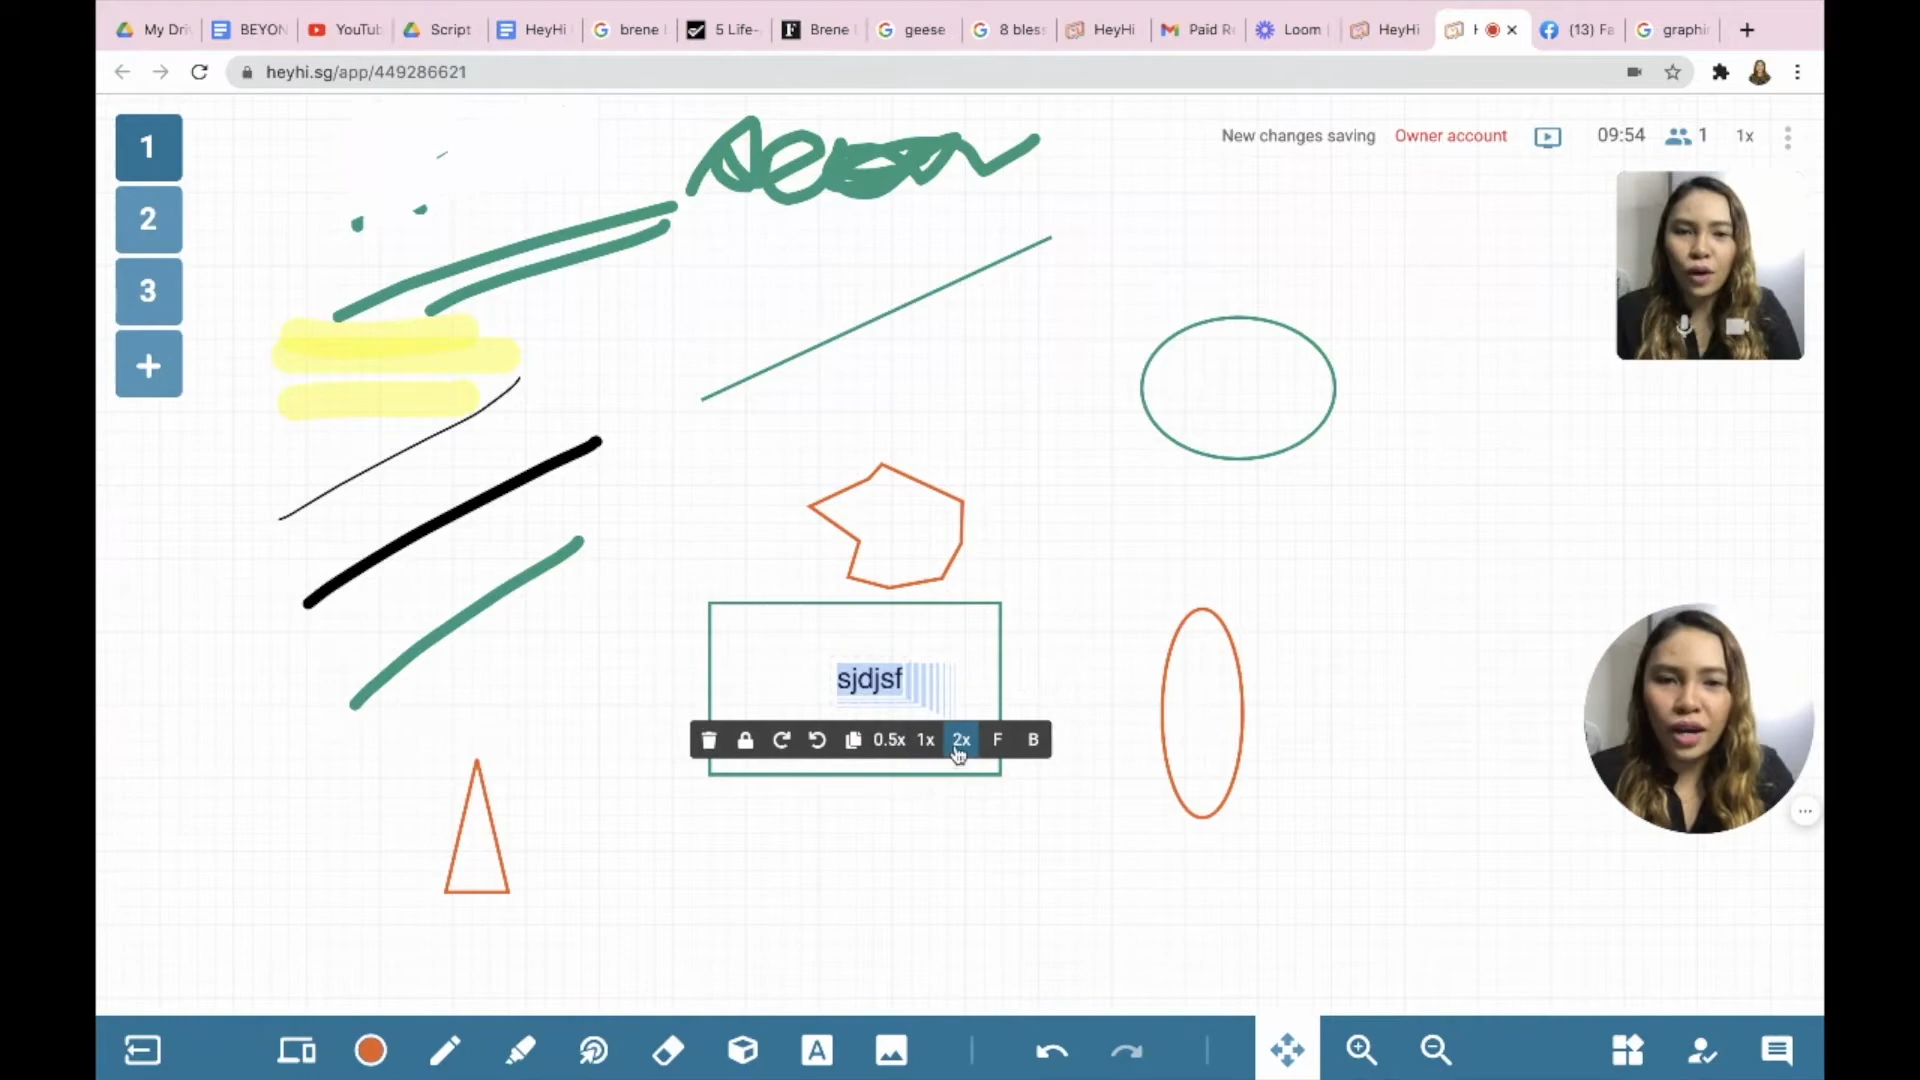 My Dri
BEYON
YouTub
Script
HeyHi
brene
5 Life-
Brene
geese
8 bless
HeyHi
Paid Re
Loom
HeyHi
(13) Fa
graphi
heyhi.sg/app/449286621
1
2
3
New changes saving
Owner account
09:54
1
1x
sjdjsf
0.5x 1x 2x F B
A